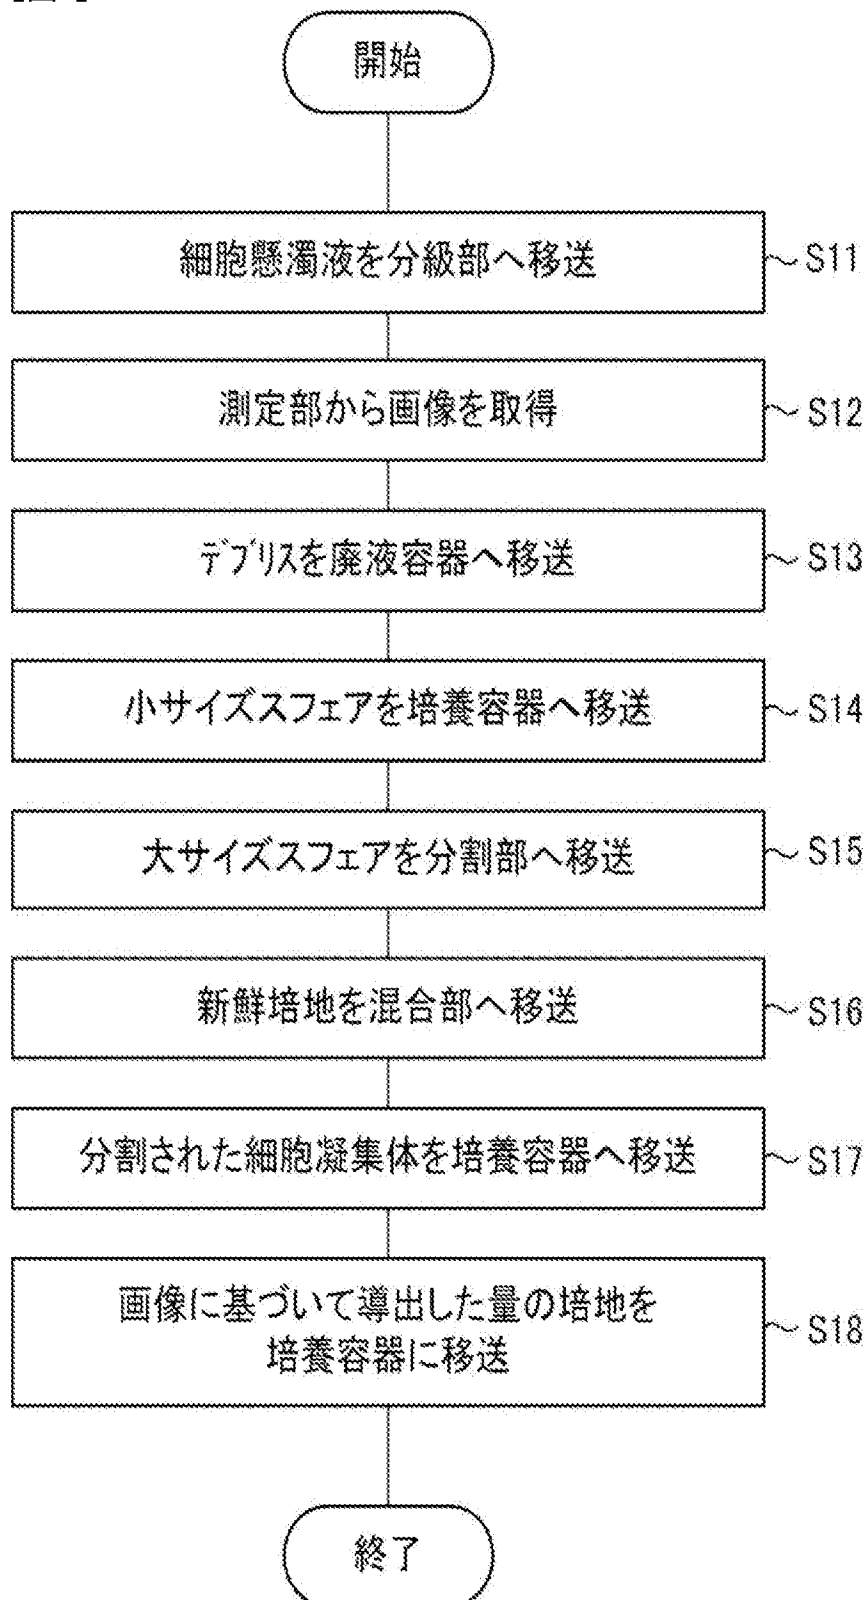 開始
細胞懸濁液を分級部へ移送
S11
測定部から画像を取得
S12
デブリスを廃液容器へ移送
S13
小サイズスフェアを培養容器へ移送
S14
大サイズスフェアを分割部へ移送
S15
新鮮培地を混合部へ移送
S16
分割された細胞凝集体を培養容器へ移送
S17
画像に基づいて導出した量の培地を
培養容器に移送
S18
終了